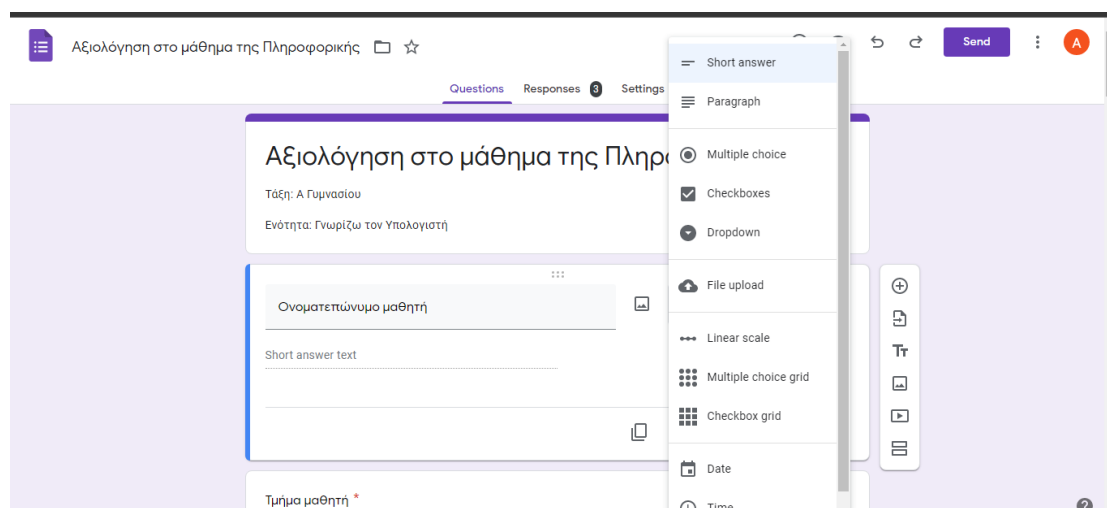 Αξιολόγηση στο μάθημα της Πληροφορικής
Send
A
Questions Responses 3 Settings
Αξιολόγηση στο μάθημα της Πληρο
Τάξη: Α Γυμνασίου
Ενότητα: Γνωρίζω τον Υπολογιστή
Ονοματεπώνυμο μαθητή
Short answer text
Τμήμα μαθητή *
Short answer
Paragraph
Multiple choice
Checkboxes
Dropdown
File upload
Linear scale
Multiple choice grid
Checkbox grid
Date
Time
Tт